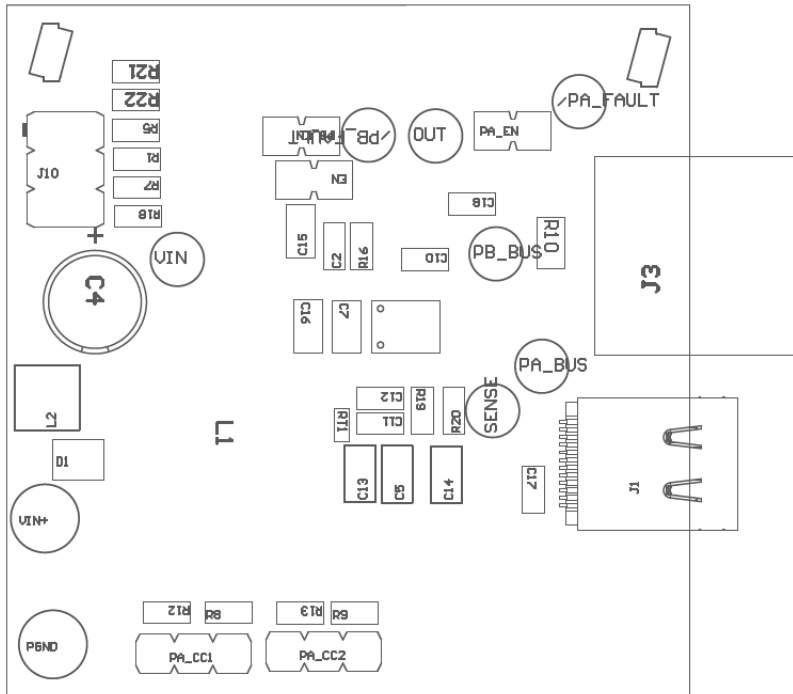 R21
R22
R5
R1
R7
R18
J10
+
C4
VIN
PB_EN
/PB_FAULT
OUT
PA_EN
/PA_FAULT
EN
C15
C2
R16
C18
C10
PB_BUS
R10
J3
C16
C7
PA_BUS
L2
D1
L1
RT1
C12
C11
R19
R20
SENSE
C13
C5
C14
C17
J1
VIN+
R12
R8
R13
R9
PGND
PA_CC1
PA_CC2